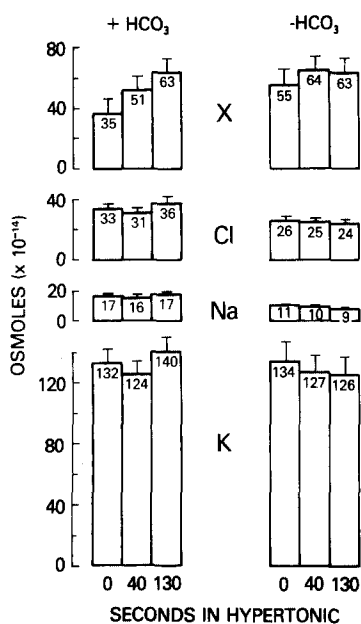 + HCO₃ -HCO₃
80
40
0
35 51 63 X 55 64 63
40
0
33 31 36 Cl 26 25 24
20
0
17 16 17 Na 11 10 9
120
80
40
0
132 124 140 K 134 127 126
OSMOLES (x 10⁻¹⁴)
0 40 130 0 40 130
SECONDS IN HYPERTONIC